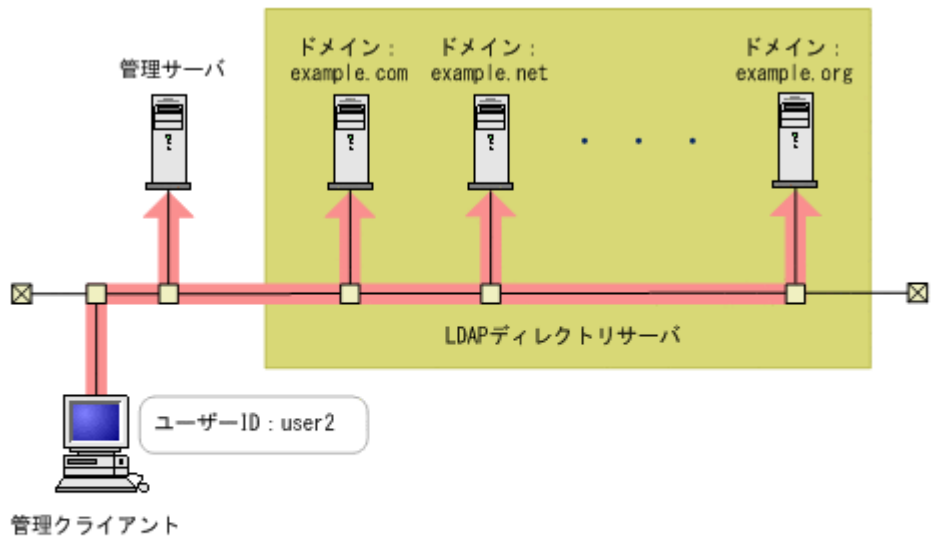 管理サーバ
ドメイン:
example.com
ドメイン:
example.net
ドメイン:
example.org
・ ・ ・
LDAPディレクトリサーバ
ユーザーID:user2
管理クライアント